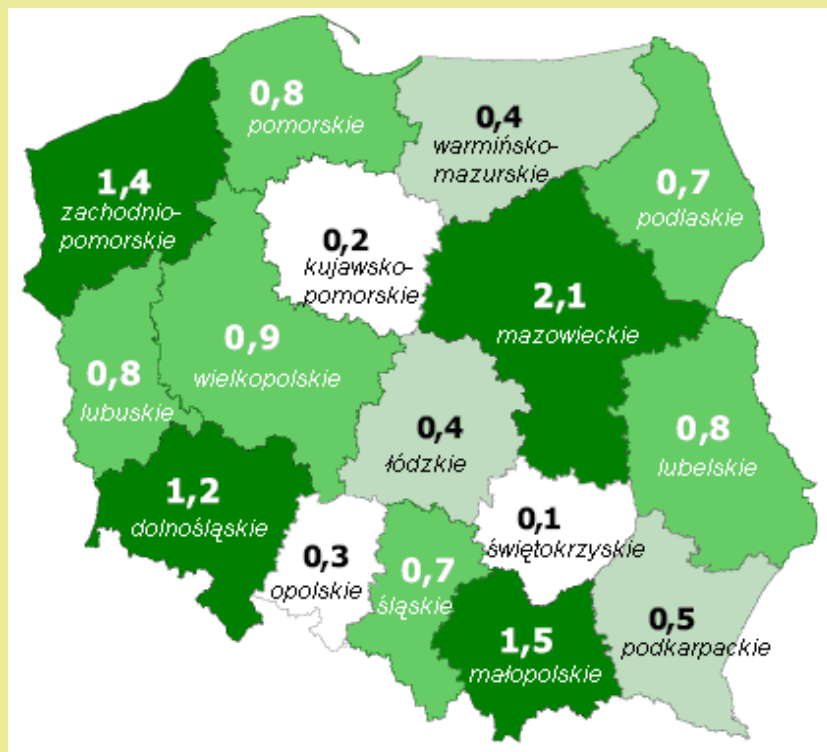 0,8
pomorskie
0,4
warmińsko-
mazurskie
1,4
zachodnio-
pomorskie
0,7
podlaskie
0,2
kujawsko-
pomorskie
2,1
mazowieckie
0,9
wielkopolskie
0,8
lubuskie
0,4
łódzkie
0,8
lubelskie
1,2
dolnośląskie
0,1
świętokrzyskie
0,3
opolskie
0,7
śląskie
1,5
małopolskie
0,5
podkarpackie